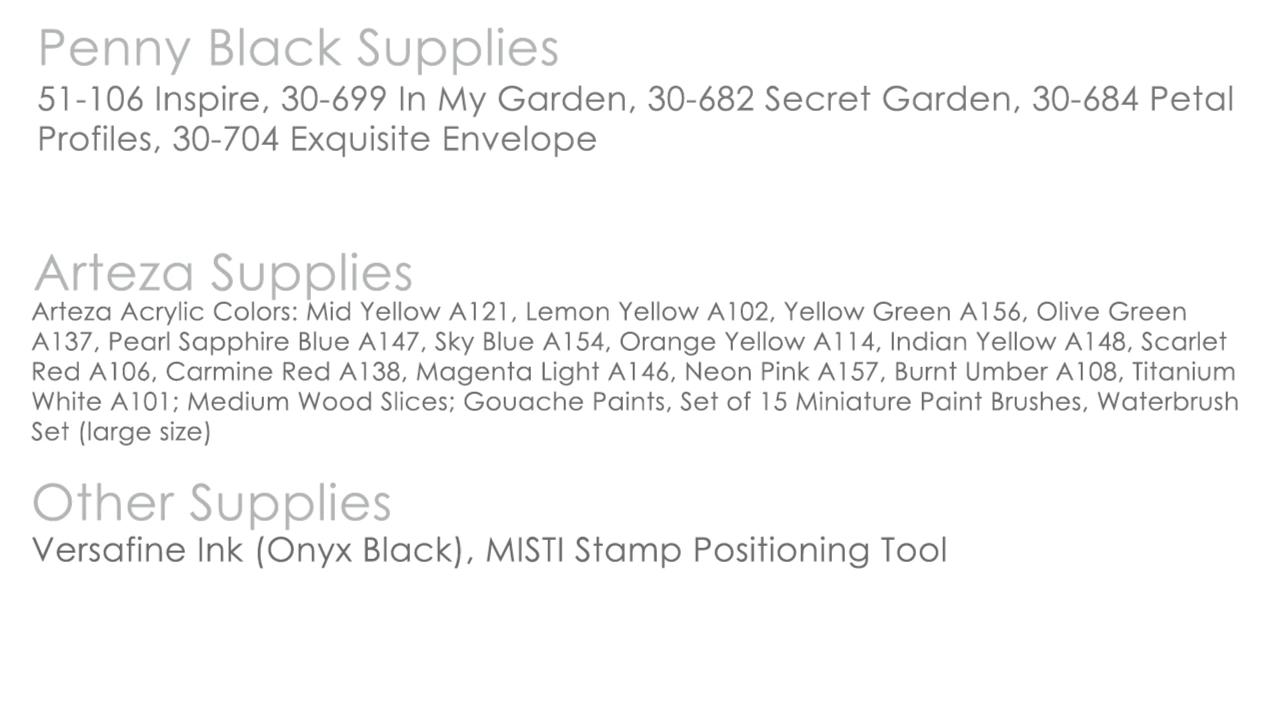 Penny Black Supplies
51-106 Inspire, 30-699 In My Garden, 30-682 Secret Garden, 30-684 Petal
Profiles, 30-704 Exquisite Envelope
Arteza Supplies
Arteza Acrylic Colors: Mid Yellow A121, Lemon Yellow A102, Yellow Green A156, Olive Green
A137, Pearl Sapphire Blue A147, Sky Blue A154, Orange Yellow A114, Indian Yellow A148, Scarlet
Red A106, Carmine Red A138, Magenta Light A146, Neon Pink A157, Burnt Umber A108, Titanium
White A101; Medium Wood Slices; Gouache Paints, Set of 15 Miniature Paint Brushes, Waterbrush
Set (large size)
Other Supplies
Versafine Ink (Onyx Black), MISTI Stamp Positioning Tool